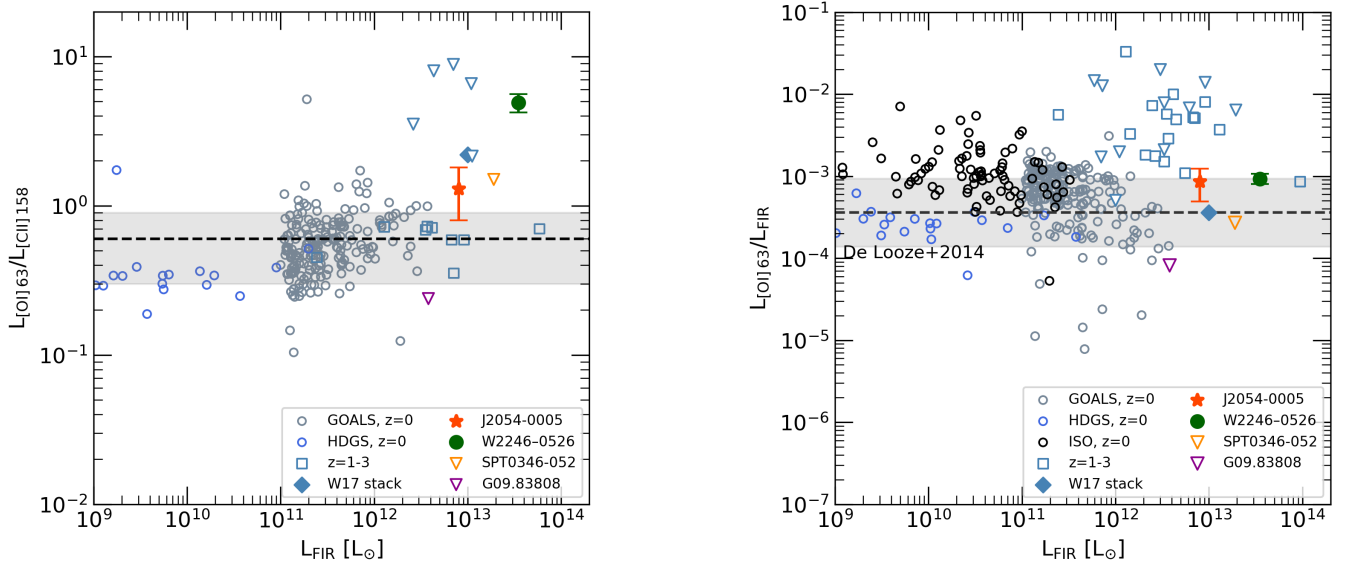 L[OI] 63/L[CII] 158
10¹
10⁰
10⁻¹
10⁻²
10⁹
10¹⁰
10¹¹
10¹²
10¹³
10¹⁴
L_FIR [L☉]
GOALS, z=0
HDGS, z=0
z=1-3
W17 stack
J2054-0005
W2246–0526
SPT0346-052
G09.83808
L[OI] 63/L_FIR
10⁻¹
10⁻²
10⁻³
10⁻⁴
10⁻⁵
10⁻⁶
10⁻⁷
De Looze+2014
10⁹
10¹⁰
10¹¹
10¹²
10¹³
10¹⁴
L_FIR [L☉]
GOALS, z=0
HDGS, z=0
ISO, z=0
z=1-3
W17 stack
J2054-0005
W2246–0526
SPT0346-052
G09.83808